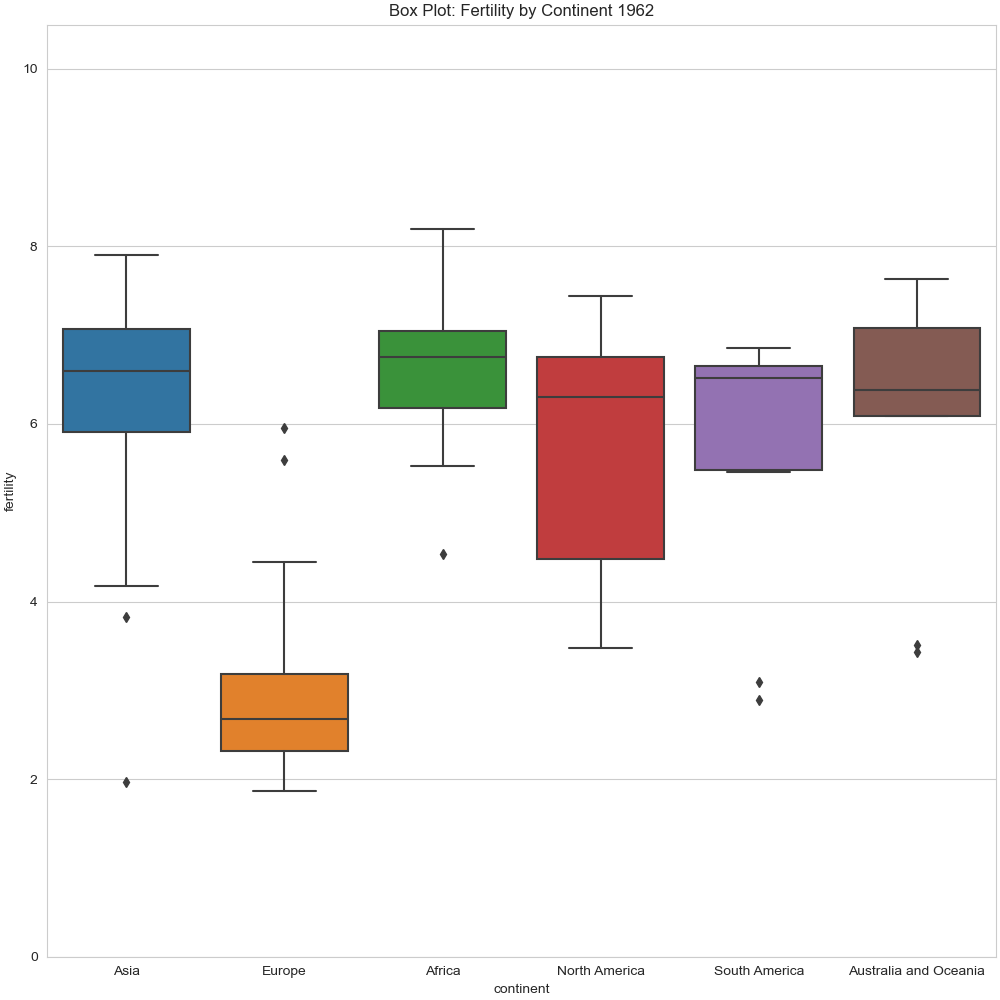 Box Plot: Fertility by Continent 1962
10
8
6
4
2
0
fertility
Asia
Europe
Africa
North America
South America
Australia and Oceania
continent